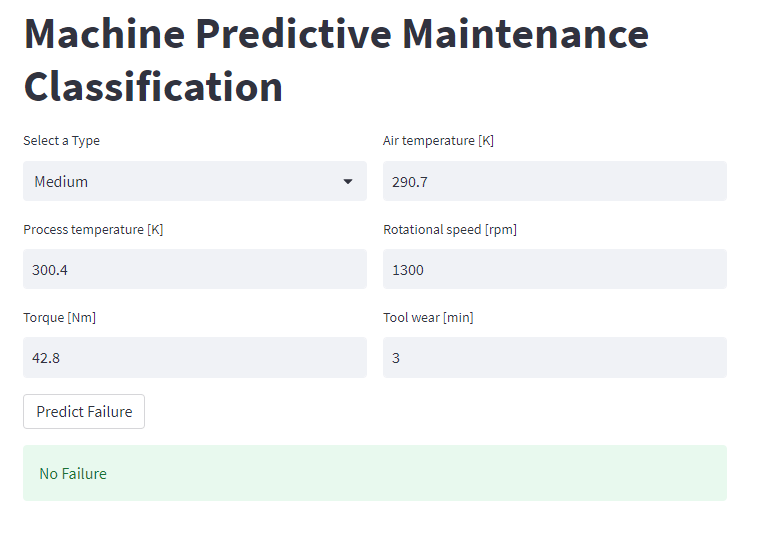 Machine Predictive Maintenance
Classification
Select a Type
Air temperature [K]
Medium
290.7
Process temperature [K]
Rotational speed [rpm]
300.4
1300
Torque [Nm]
Tool wear [min]
42.8
3
Predict Failure
No Failure